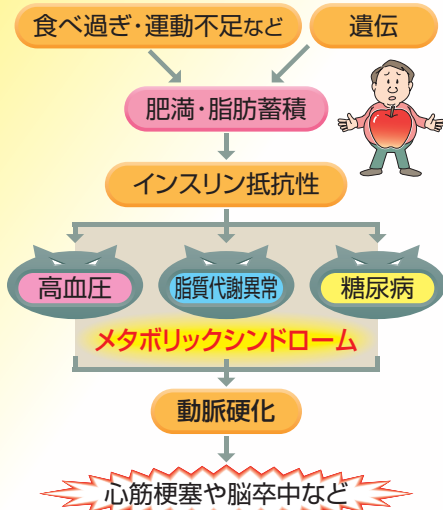 食べ過ぎ・運動不足など
遺伝
肥満・脂肪蓄積
インスリン抵抗性
高血圧
脂質代謝異常
糖尿病
メタボリックシンドローム
動脈硬化
心筋梗塞や脳卒中など